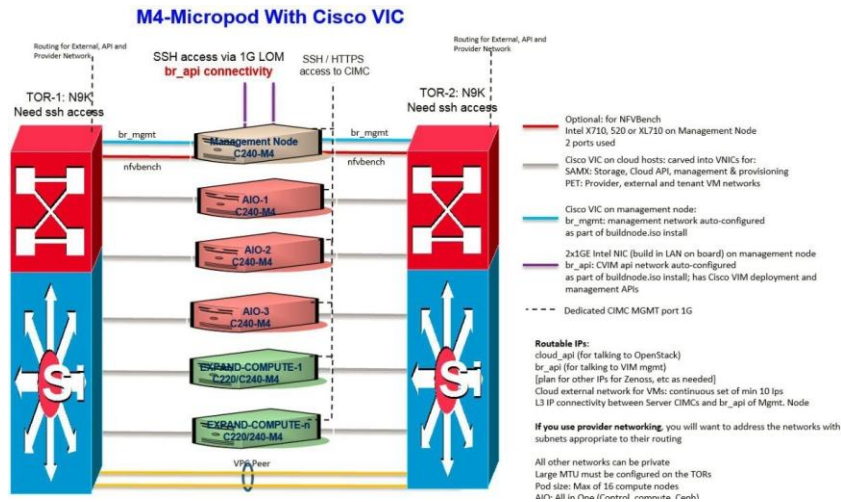 M4-Micropod With Cisco VIC
Routing for External, API and
Provider Network
SSH access via 1G LOM
br_api connectivity
SSH / HTTPS
access to CIMC
Routing for External, API and
Provider Network
TOR-1: N9K
Need ssh access
TOR-2: N9K
Need ssh access
br_mgmt
Management Node
C240-M4
br_mgmt
nfvbench
nfvbench
AIO-1
C240-M4
AIO-2
C240-M4
AIO-3
C240-M4
EXPAND-COMPUTE-1
C220/C240-M4
EXPAND-COMPUTE-n
C220/240-M4
VPC Peer
Si
Si
Optional: for NFVBench
Intel X710, 520 or XL710 on Management Node
2 ports used
Cisco VIC on cloud hosts: carved into VNICs for:
SAMX: Storage, Cloud API, management & provisioning
PET: Provider, external and tenant VM networks
Cisco VIC on management node:
br_mgmt: management network auto-configured
as part of buildnode.iso install
2x1GE Intel NIC (build in LAN on board) on management node
br_api: CVIM api network auto-configured
as part of buildnode.iso install; has Cisco VIM deployment and
management APIs
Dedicated CIMC MGMT port 1G
Routable IPs:
cloud_api (for talking to OpenStack)
br_api (for talking to VIM mgmt)
[plan for other IPs for Zenoss, etc as needed]
Cloud external network for VMs: continuous set of min 10 Ips
L3 IP connectivity between Server CIMCs and br_api of Mgmt. Node
If you use provider networking, you will want to address the networks with
subnets appropriate to their routing
All other networks can be private
Large MTU must be configured on the TORs
Pod size: Max of 16 compute nodes
AIO: All in One (Control, compute, Ceph)